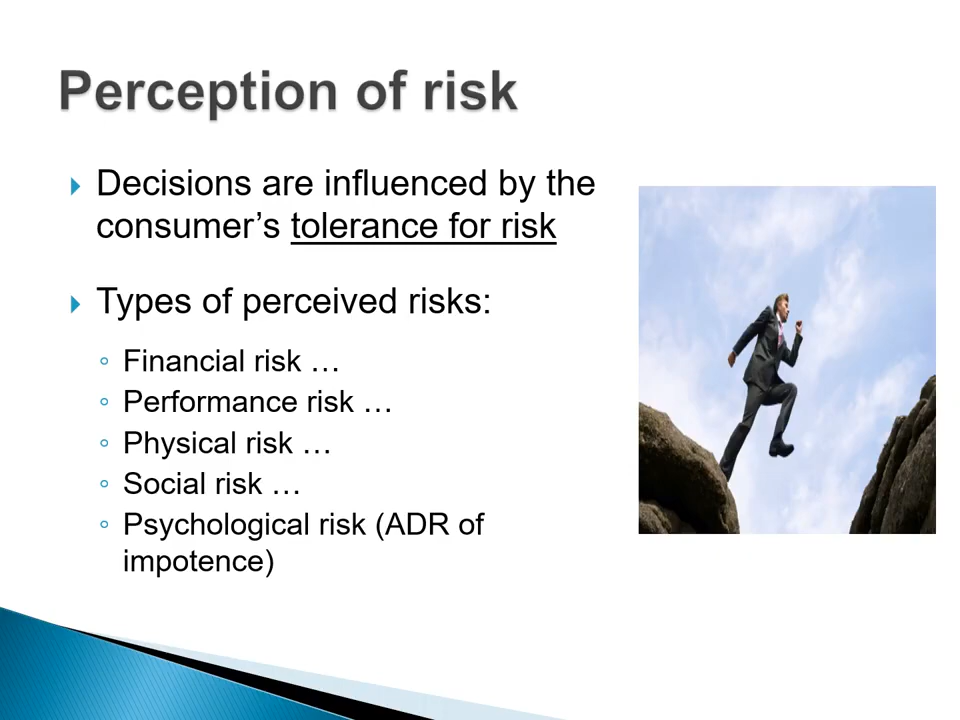 Perception of risk
Decisions are influenced by the
consumer’s tolerance for risk
Types of perceived risks:
Financial risk …
Performance risk …
Physical risk …
Social risk …
Psychological risk (ADR of
impotence)